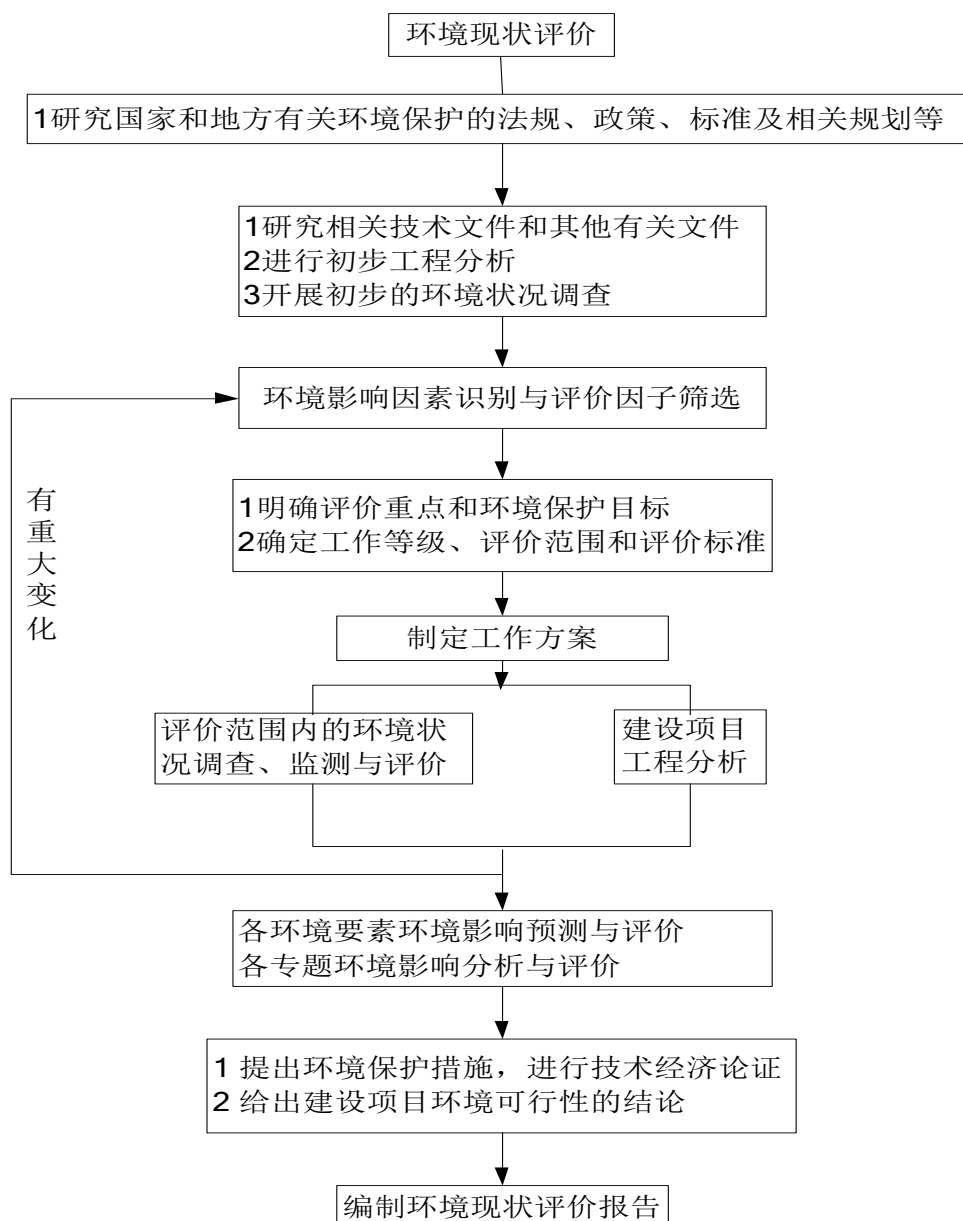 环境现状评价
1研究国家和地方有关环境保护的法规、政策、标准及相关规划等
1研究相关技术文件和其他有关文件
2进行初步工程分析
3开展初步的环境状况调查
环境影响因素识别与评价因子筛选
有重大变化
1明确评价重点和环境保护目标
2确定工作等级、评价范围和评价标准
制定工作方案
评价范围内的环境状
况调查、监测与评价
建设项目
工程分析
各环境要素环境影响预测与评价
各专题环境影响分析与评价
1 提出环境保护措施，进行技术经济论证
2 给出建设项目环境可行性的结论
编制环境现状评价报告